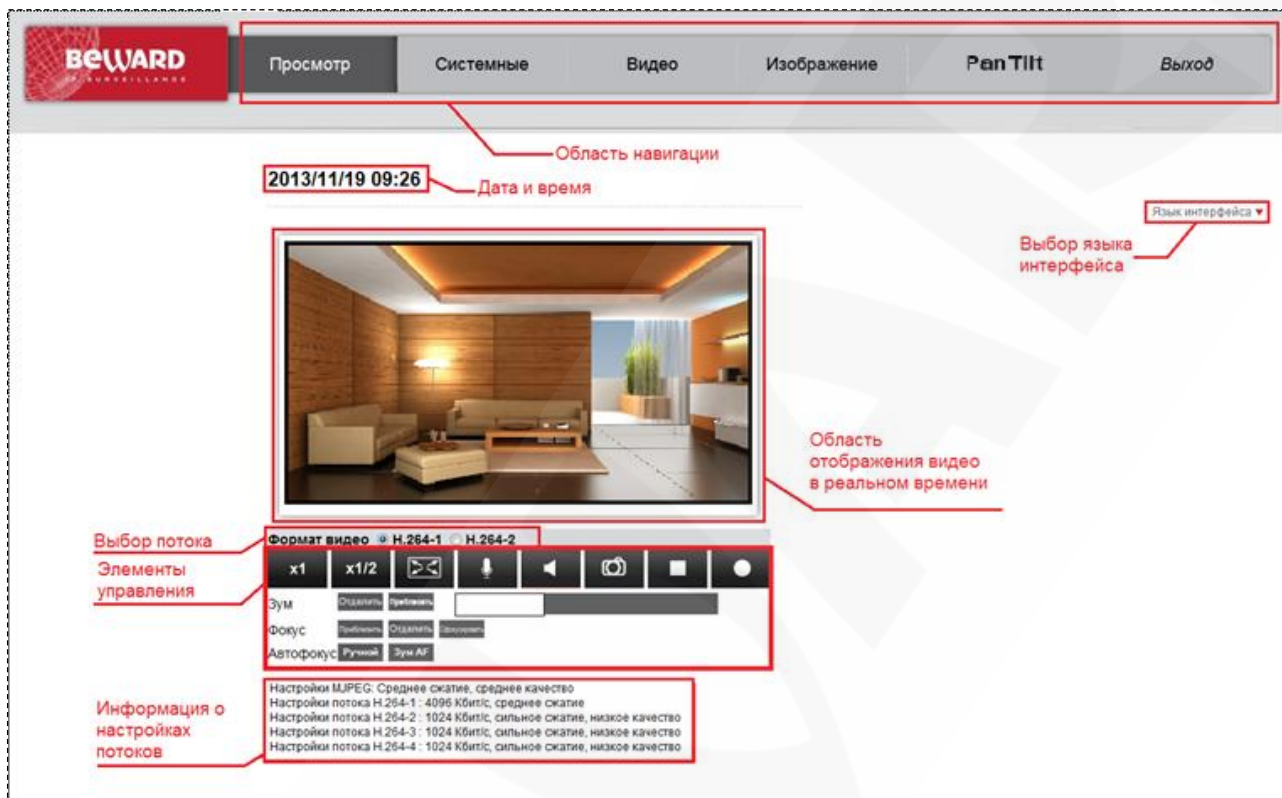 BEWARD
IP SURVEILLANCE
Просмотр
Системные
Видео
Изображение
Pan Tilt
Выход
Область навигации
2013/11/19 09:26
Дата и время
Язык интерфейса
Выбор языка
интерфейса
Область
отображения видео
в реальном времени
Выбор потока
Формат видео H.264-1 H.264-2
Элементы
управления
x1 x1/2
Зум Отдалить Приблизить
Фокус Приблизить Отдалить
Автофокус Ручной Зум AF
Информация о
настройках
потоков
Настройки MJPEG: Среднее сжатие, среднее качество
Настройки потока H.264-1 : 4096 Кбит/с, среднее сжатие
Настройки потока H.264-2 : 1024 Кбит/с, сильное сжатие, низкое качество
Настройки потока H.264-3 : 1024 Кбит/с, сильное сжатие, низкое качество
Настройки потока H.264-4 : 1024 Кбит/с, сильное сжатие, низкое качество